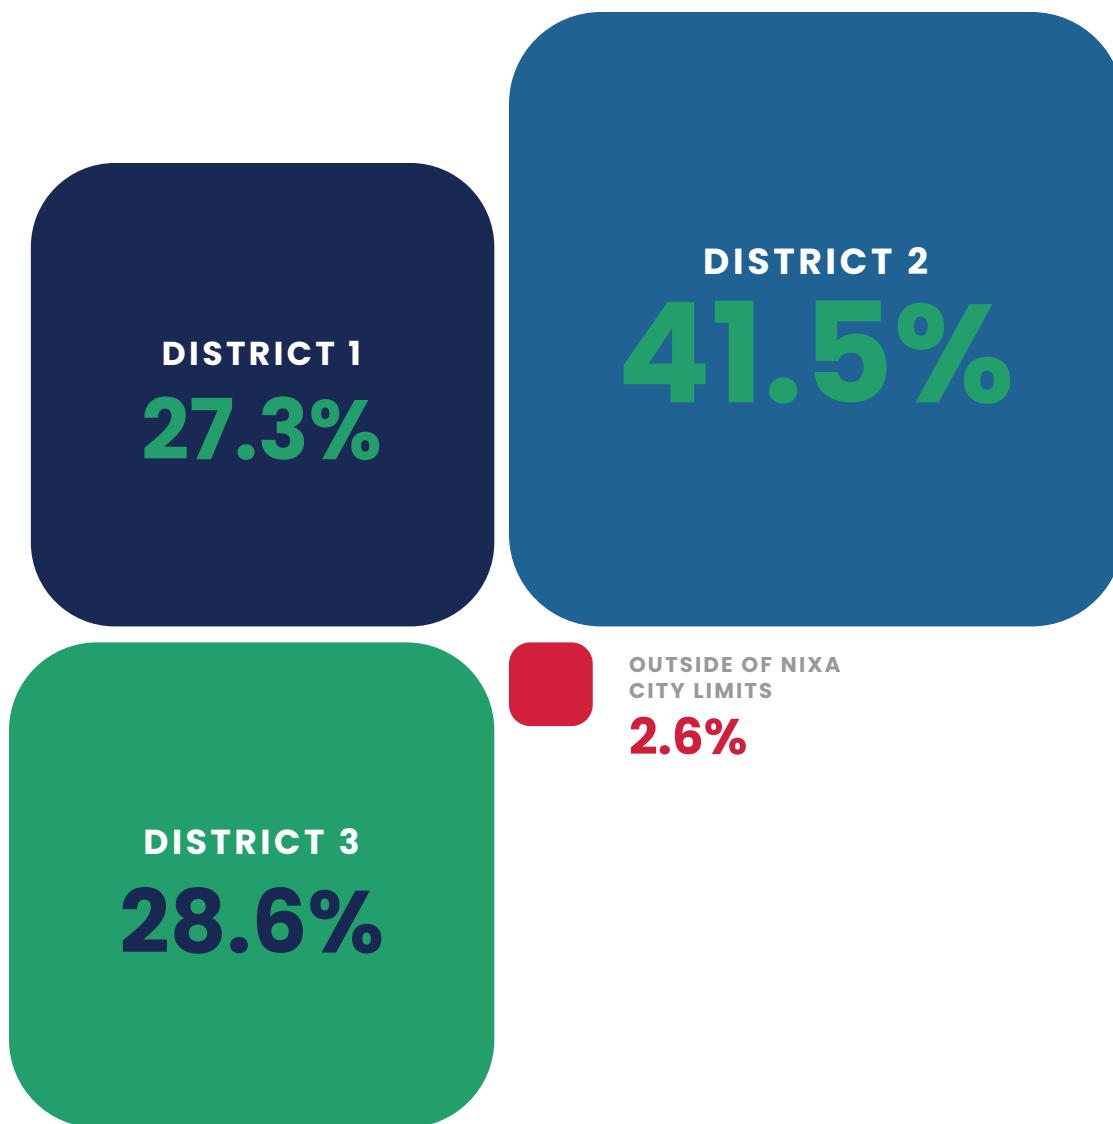 DISTRICT 2
41.5%
DISTRICT 1
27.3%
OUTSIDE OF NIXA
CITY LIMITS
2.6%
DISTRICT 3
28.6%